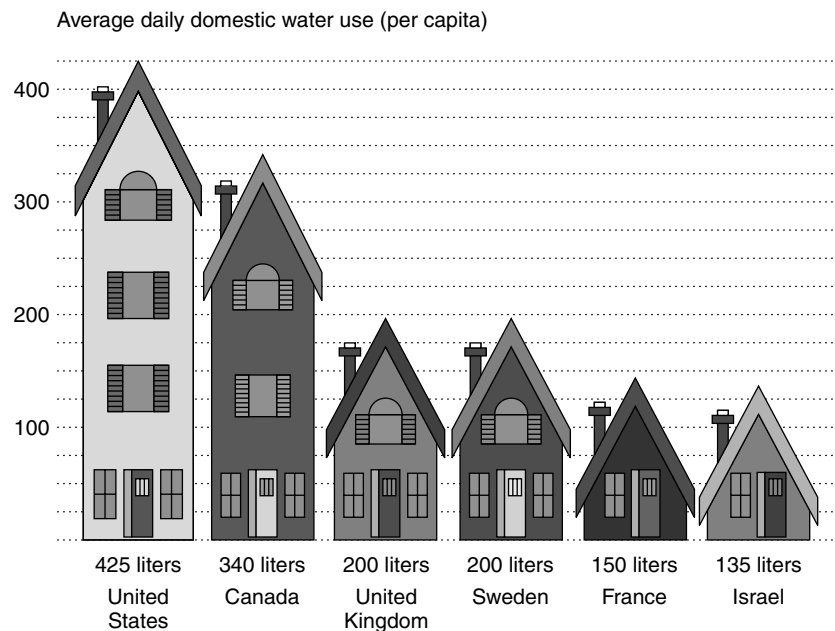 Average daily domestic water use (per capita)
400
300
200
100
425 liters
United
States
340 liters
Canada
200 liters
United
Kingdom
200 liters
Sweden
150 liters
France
135 liters
Israel